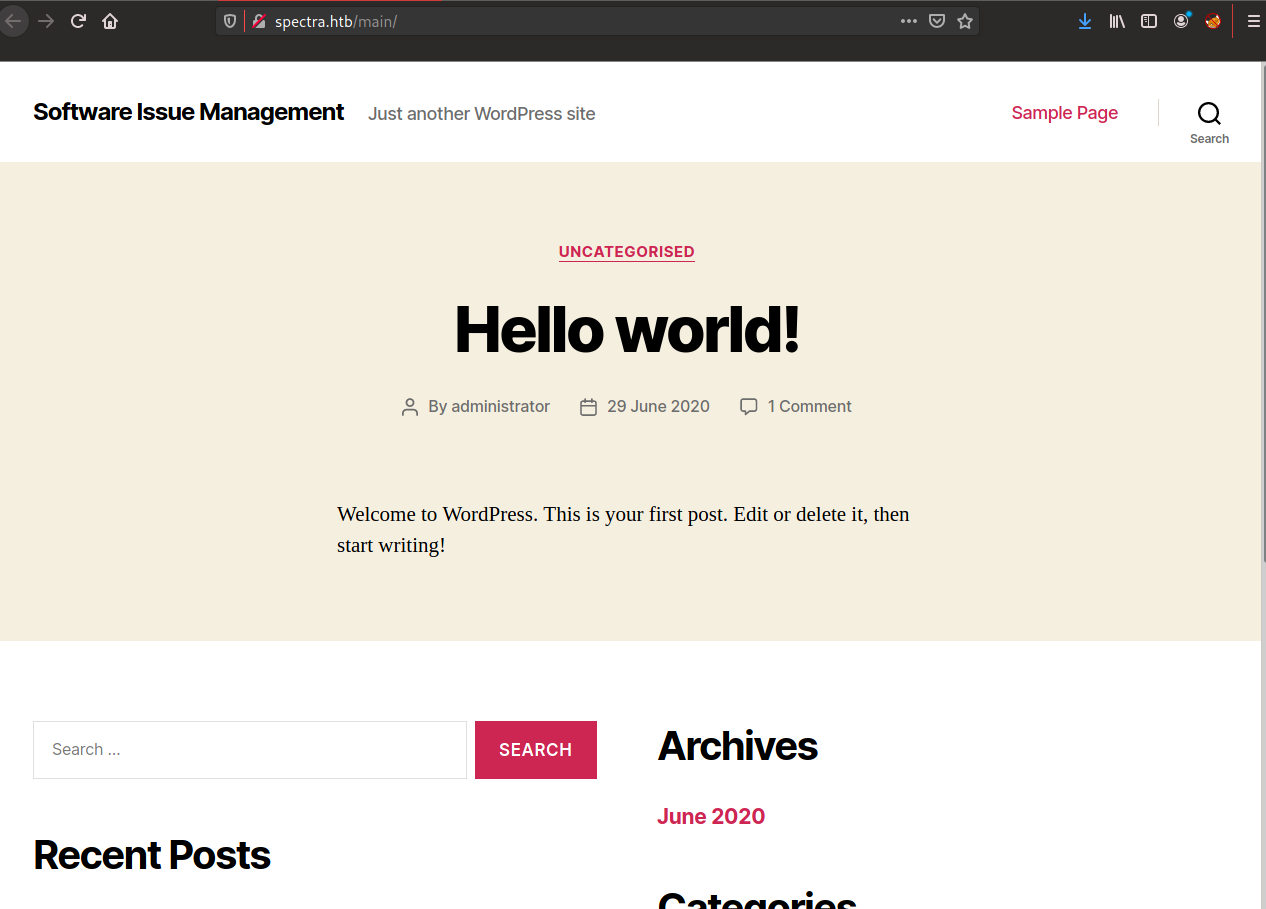 spectra.htb/main/
Software Issue Management Just another WordPress site Sample Page
Search
UNCATEGORISED
Hello world!
By administrator 29 June 2020 1 Comment
Welcome to WordPress. This is your first post. Edit or delete it, then
start writing!
Search …
SEARCH
Archives
June 2020
Recent Posts
Categories